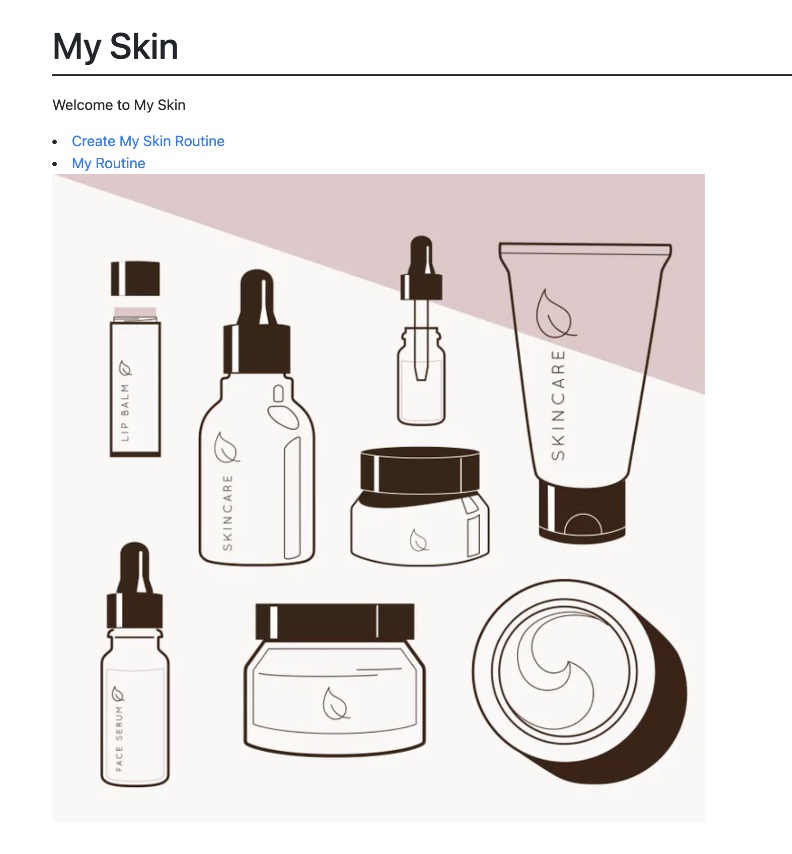 My Skin
Welcome to My Skin
Create My Skin Routine
My Routine
LIP BALM
SKINCARE
SKINCARE
FACE SERUM